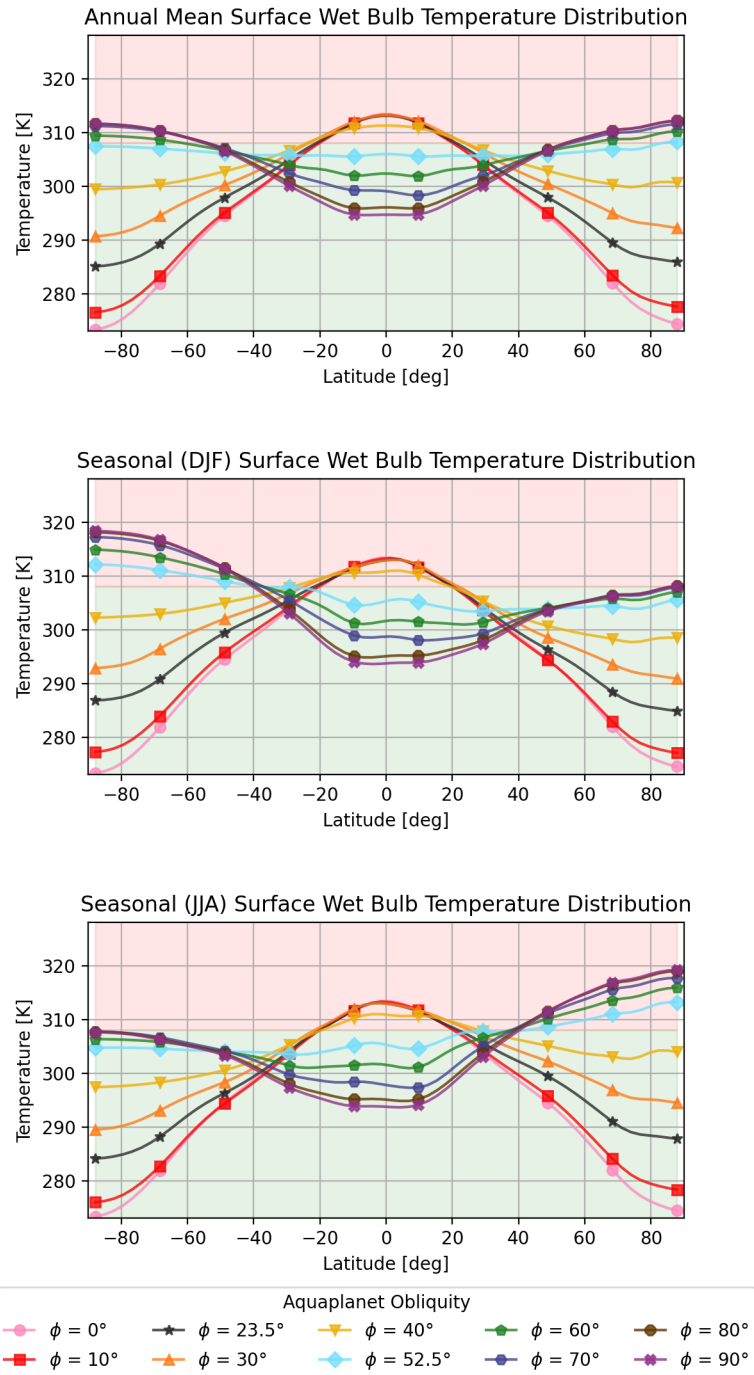 Annual Mean Surface Wet Bulb Temperature Distribution
320
310
300
290
280
Temperature [K]
−80 −60 −40 −20 0 20 40 60 80
Latitude [deg]
Seasonal (DJF) Surface Wet Bulb Temperature Distribution
320
310
300
290
280
Temperature [K]
−80 −60 −40 −20 0 20 40 60 80
Latitude [deg]
Seasonal (JJA) Surface Wet Bulb Temperature Distribution
320
310
300
290
280
Temperature [K]
−80 −60 −40 −20 0 20 40 60 80
Latitude [deg]
Aquaplanet Obliquity
ϕ = 0° ϕ = 23.5° ϕ = 40° ϕ = 60° ϕ = 80°
ϕ = 10° ϕ = 30° ϕ = 52.5° ϕ = 70° ϕ = 90°